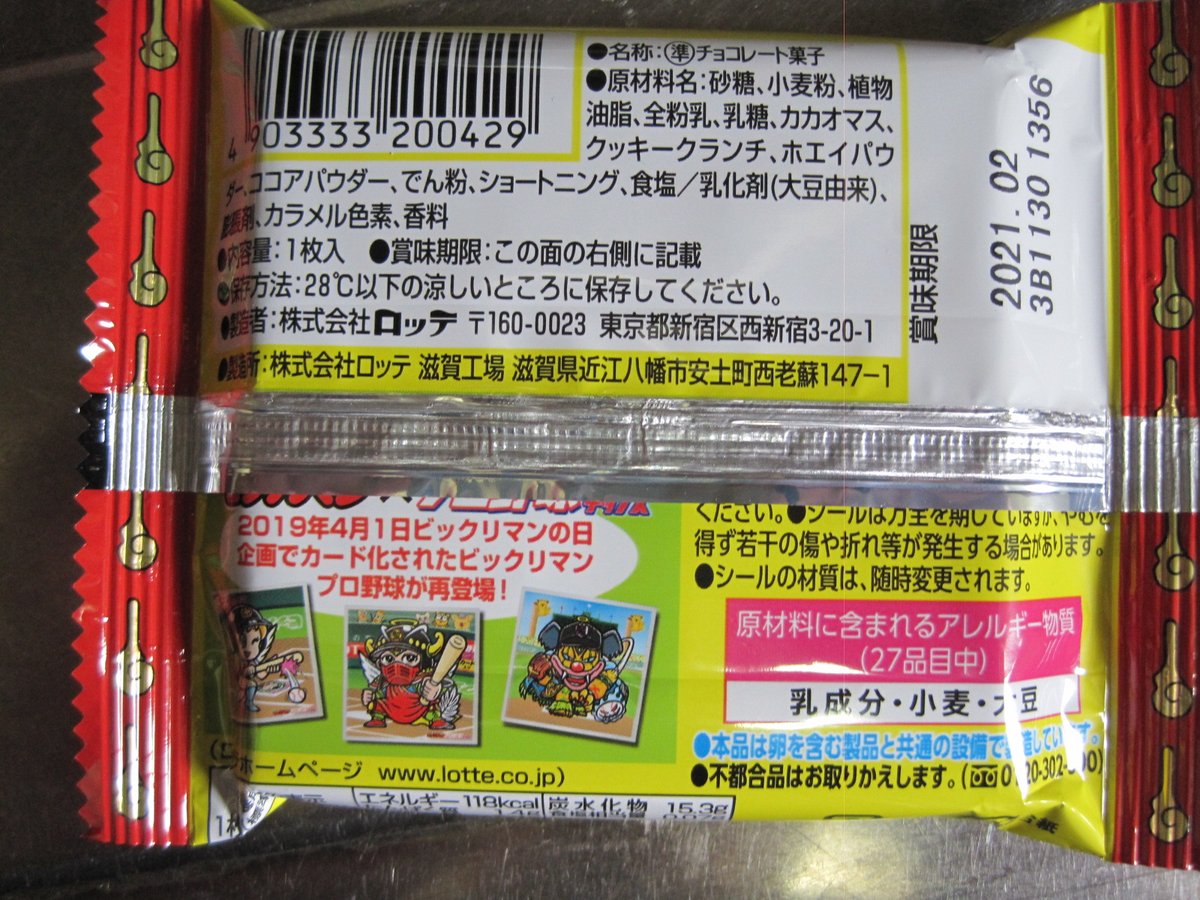 4 903333 200429
●名称:㊜チョコレート菓子
●原材料名:砂糖、小麦粉、植物
油脂、全粉乳、乳糖、カカオマス、
クッキークランチ、ホエイパウ
ダー、ココアパウダー、でん粉、ショートニング、食塩/乳化剤(大豆由来)、
膨脹剤、カラメル色素、香料
●内容量:1枚入 ●賞味期限:この面の右側に記載
●保存方法:28℃以下の涼しいところに保存してください。
●製造者:株式会社ロッテ 〒160-0023 東京都新宿区西新宿3-20-1
●製造所:株式会社ロッテ 滋賀工場 滋賀県近江八幡市安土町西老蘇147-1
賞味期限
2021.02
3B1130 1356
2019年4月1日ビックリマンの日
企画でカード化されたビックリマン
プロ野球が再登場!
ホームページ www.lotte.co.jp)
ください。●シールは万全を期していますが、やむを
得ず若干の傷や折れ等が発生する場合があります。
●シールの材質は、随時変更されます。
原材料に含まれるアレルギー物質
(27品目中)
乳成分・小麦・大豆
●本品は卵を含む製品と共通の設備で製造しています。
●不都合品はお取りかえします。
エネルギー 118kcal 炭水化物 15.3g